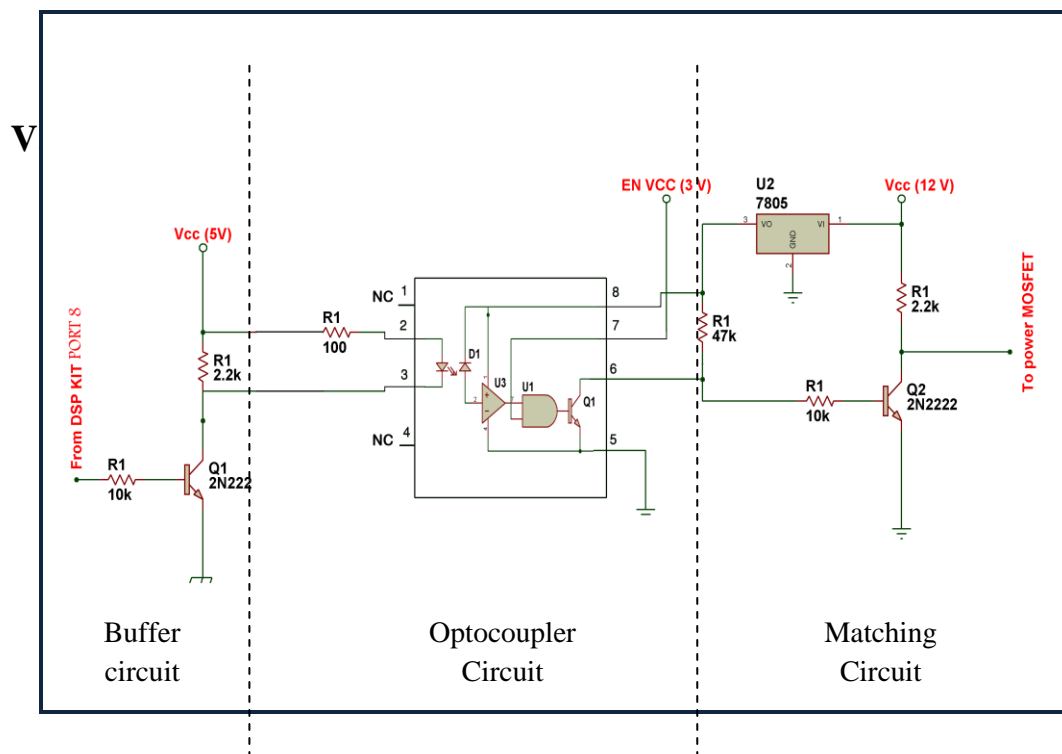 V
Vcc (5V)
R1
2.2k
From DSP KIT PORT 8
R1
10k
Q1
2N222
R1
100
NC
1
2
3
NC
4
D1
U3
U1
Q1
2
1
4
8
7
6
5
EN VCC (3 V)
U2
7805
3
VO
VI
1
GND
2
Vcc (12 V)
R1
47k
R1
2.2k
R1
10k
Q2
2N2222
To power MOSFET
Buffer
circuit
Optocoupler
Circuit
Matching
Circuit